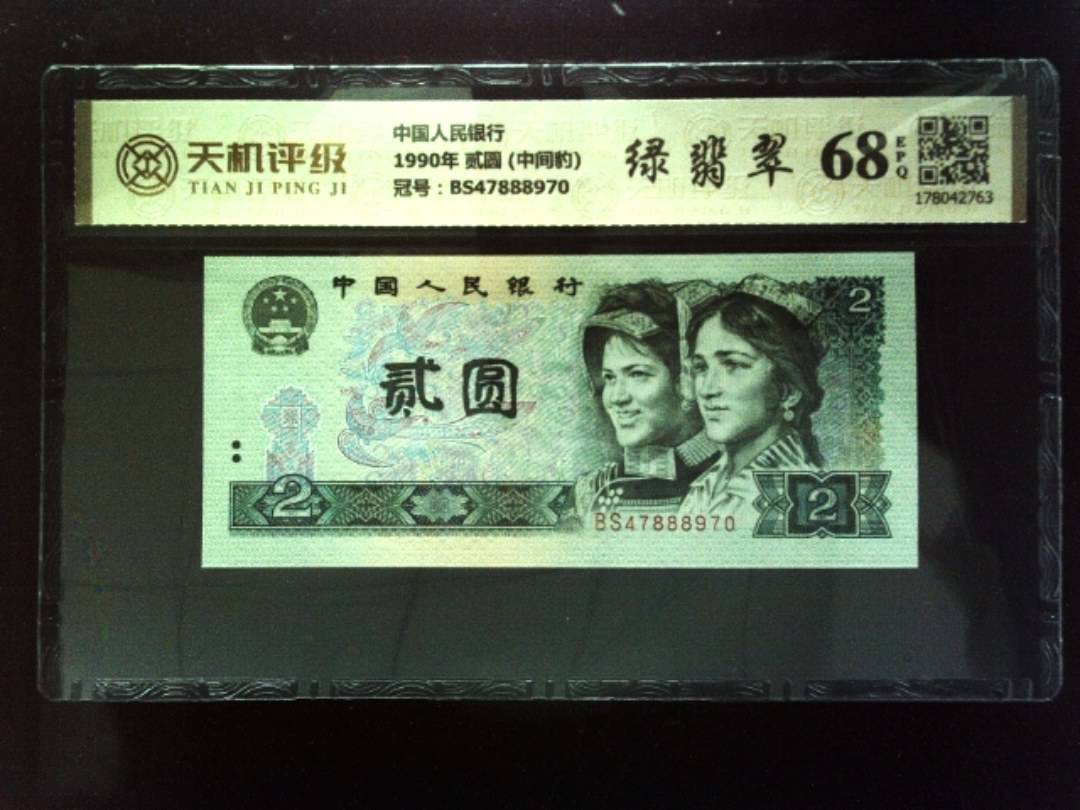 天机评级
TIAN JI PING JI
中国人民银行
1990年 贰圆 (中间豹)
冠号：BS47888970
绿翡翠
68
EPQ
178042763
中国人民银行
2
贰圆
2
BS47888970
2